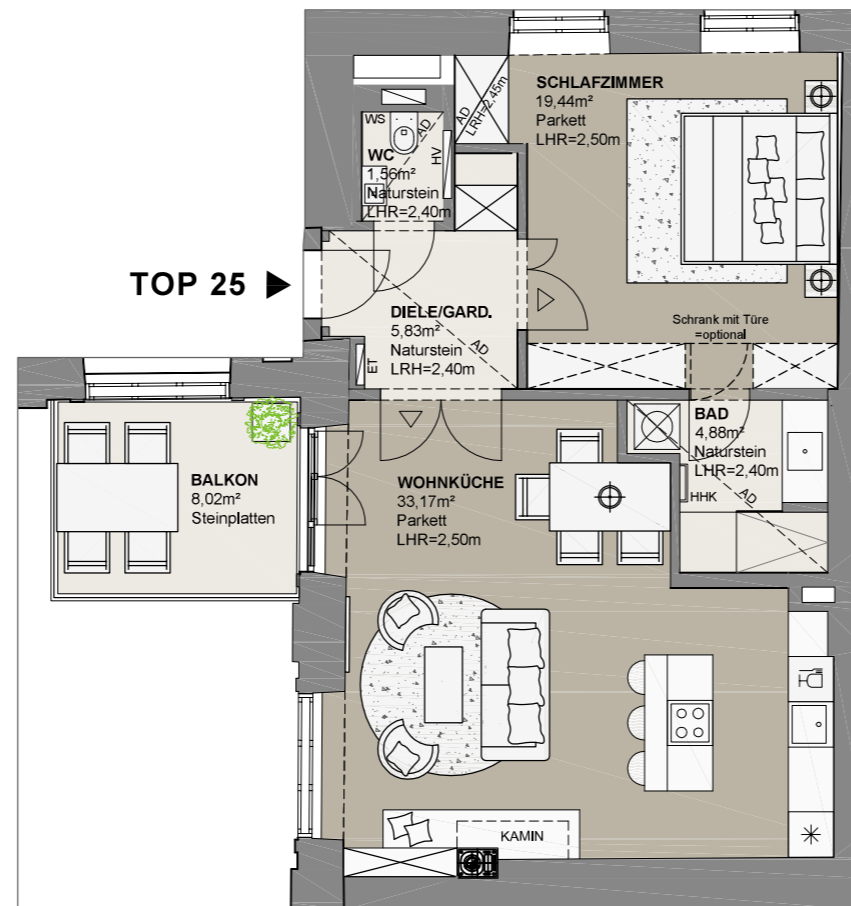 SCHLAFZIMMER
19,44m²
Parkett
LHR=2,50m
AD
LRH=2,45m
WS
AD
HV
WC
1,56m²
Naturstein
LHR=2,40m
TOP 25
DIELE/GARD.
5,83m²
Naturstein
LRH=2,40m
AD
ET
Schrank mit Türe
=optional
BAD
4,88m²
Naturstein
LHR=2,40m
HHK
AD
BALKON
8,02m²
Steinplatten
WOHNKÜCHE
33,17m²
Parkett
LHR=2,50m
KAMIN